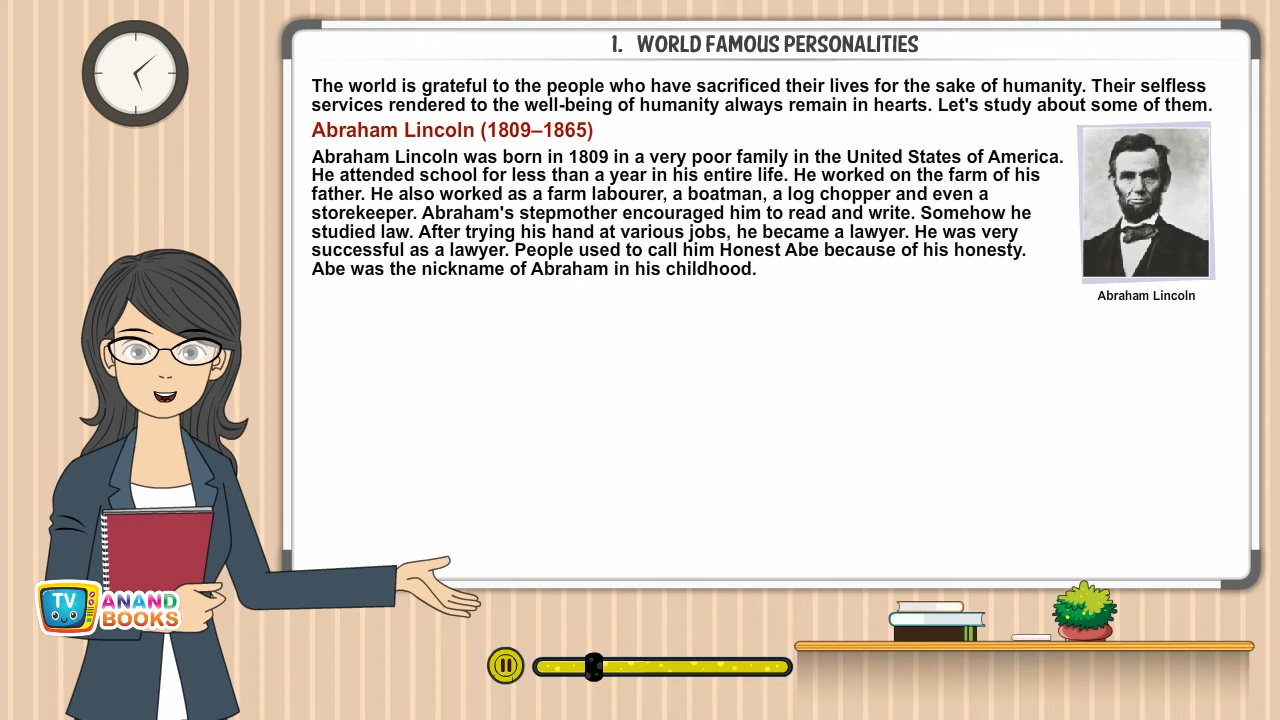 1. WORLD FAMOUS PERSONALITIES
The world is grateful to the people who have sacrificed their lives for the sake of humanity. Their selfless
services rendered to the well-being of humanity always remain in hearts. Let's study about some of them.
Abraham Lincoln (1809–1865)
Abraham Lincoln was born in 1809 in a very poor family in the United States of America.
He attended school for less than a year in his entire life. He worked on the farm of his
father. He also worked as a farm labourer, a boatman, a log chopper and even a
storekeeper. Abraham's stepmother encouraged him to read and write. Somehow he
studied law. After trying his hand at various jobs, he became a lawyer. He was very
successful as a lawyer. People used to call him Honest Abe because of his honesty.
Abe was the nickname of Abraham in his childhood.
Abraham Lincoln
TV
ANAND
BOOKS